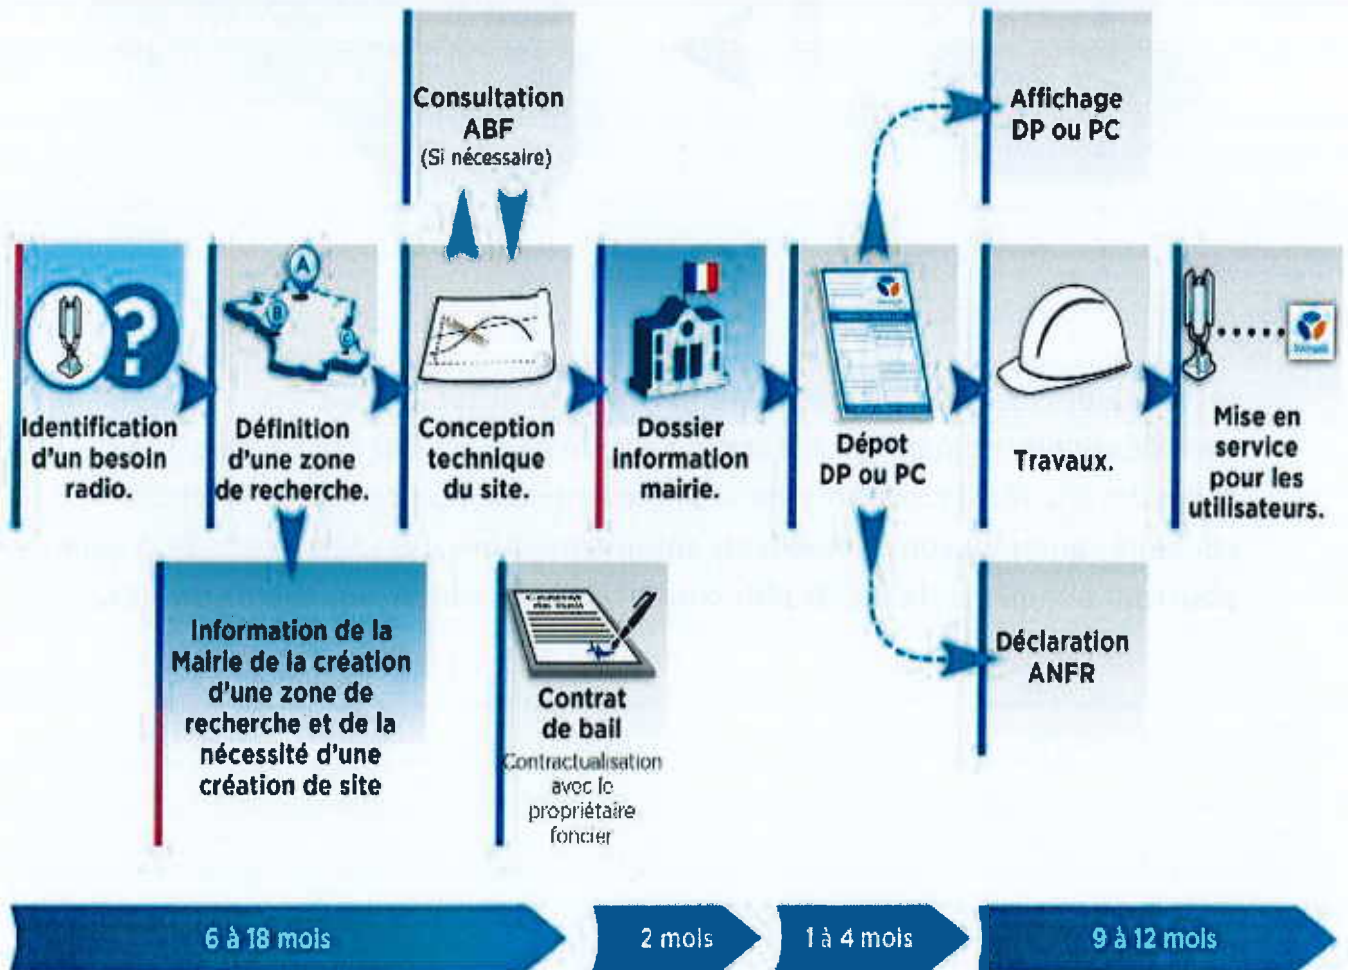 Consultation
ABF
(Si nécessaire)
Affichage
DP ou PC
A
B
C
?
Identification
d'un besoin
radio.
Définition
d'une zone
de recherche.
Conception
technique
du site.
Dossier
information
mairie.
Dépot
DP ou PC
Travaux.
Mise en
service
pour les
utilisateurs.
Information de la
Mairie de la création
d'une zone de
recherche et de la
nécessité d'une
création de site
Contrat
de bail
Contrat
de bail
Contractualisation
avec le
propriétaire
foncier
Déclaration
ANFR
6 à 18 mois
2 mois
1 à 4 mois
9 à 12 mois